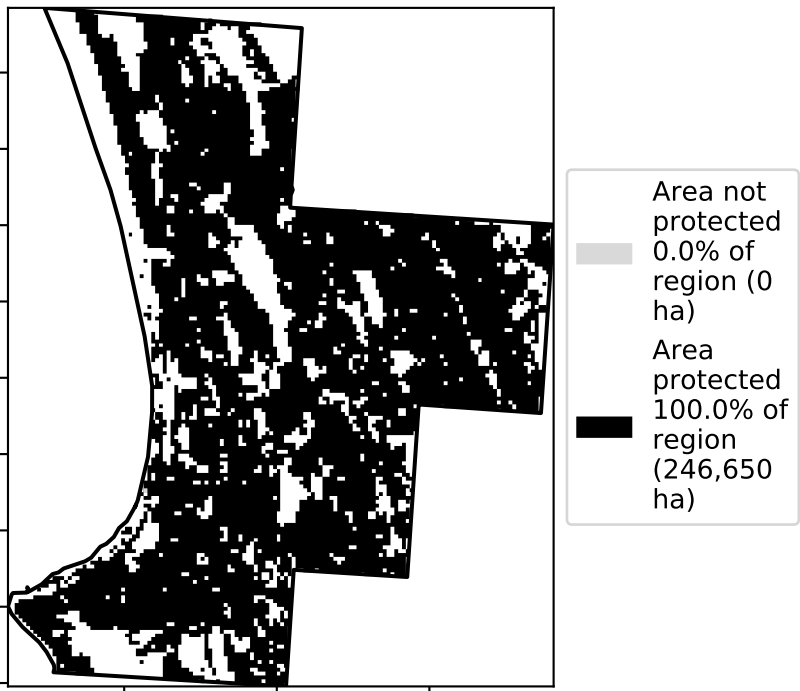 Area not
protected
0.0% of
region (0
ha)
Area
protected
100.0% of
region
(246,650
ha)